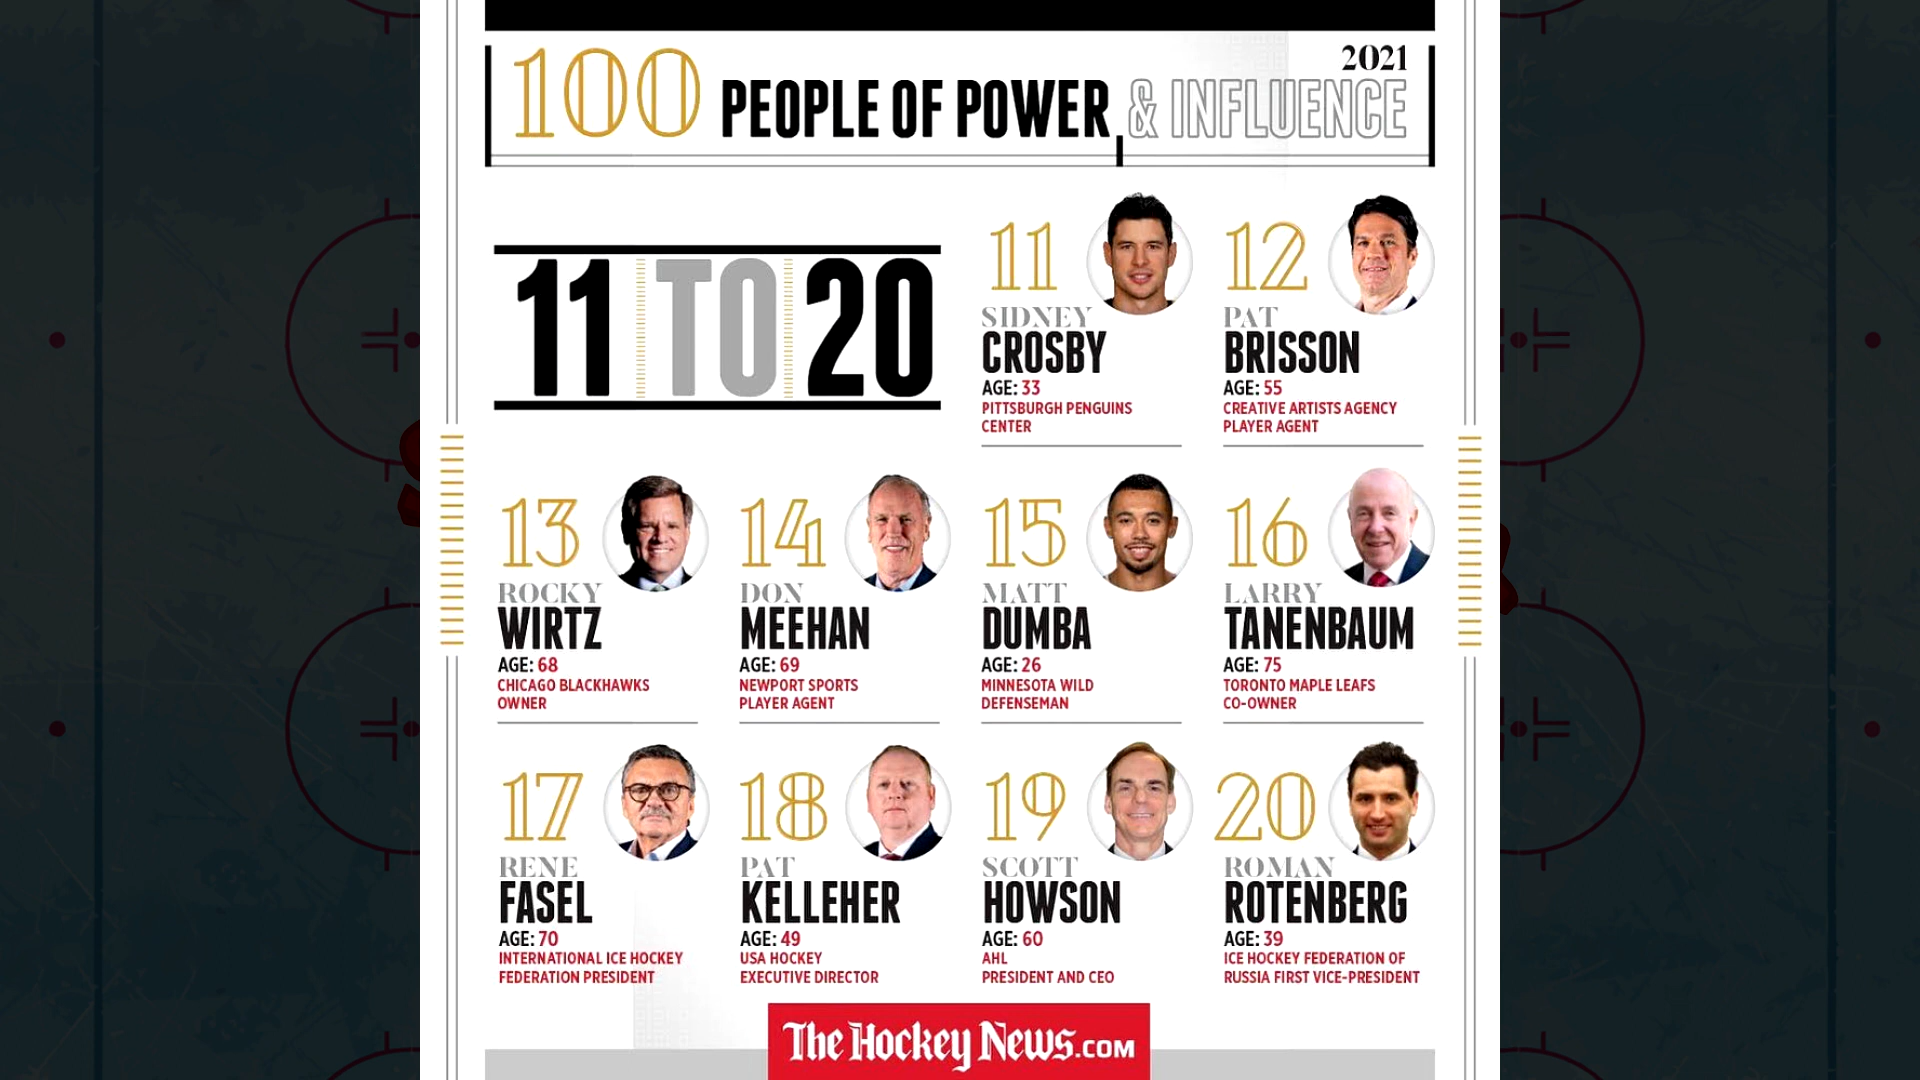 2021
100 PEOPLE OF POWER & INFLUENCE
11 TO 20
11
SIDNEY
CROSBY
AGE: 33
PITTSBURGH PENGUINS
CENTER
12
PAT
BRISSON
AGE: 55
CREATIVE ARTISTS AGENCY
PLAYER AGENT
13
ROCKY
WIRTZ
AGE: 68
CHICAGO BLACKHAWKS
OWNER
14
DON
MEEHAN
AGE: 69
NEWPORT SPORTS
PLAYER AGENT
15
MATT
DUMBA
AGE: 26
MINNESOTA WILD
DEFENSEMAN
16
LARRY
TANENBAUM
AGE: 75
TORONTO MAPLE LEAFS
CO-OWNER
17
RENE
FASEL
AGE: 70
INTERNATIONAL ICE HOCKEY
FEDERATION PRESIDENT
18
PAT
KELLEHER
AGE: 49
USA HOCKEY
EXECUTIVE DIRECTOR
19
SCOTT
HOWSON
AGE: 60
AHL
PRESIDENT AND CEO
20
ROMAN
ROTENBERG
AGE: 39
ICE HOCKEY FEDERATION OF
RUSSIA FIRST VICE-PRESIDENT
The Hockey News.COM